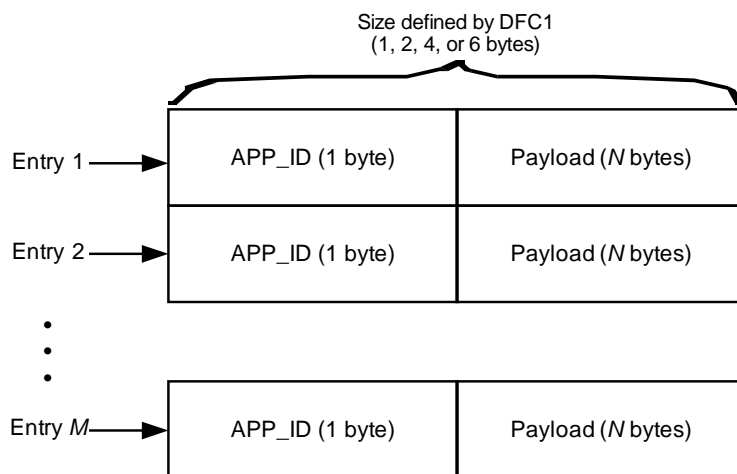 Size defined by DFC1
(1, 2, 4, or 6 bytes)
Entry 1 APP_ID (1 byte) Payload (N bytes)
Entry 2 APP_ID (1 byte) Payload (N bytes)
Entry M APP_ID (1 byte) Payload (N bytes)